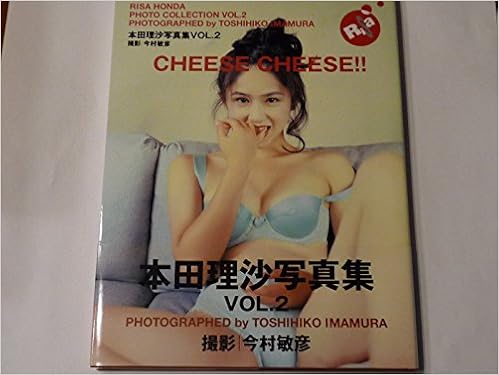 RISA HONDA
PHOTO COLLECTION VOL.2
PHOTOGRAPHED by TOSHIHIKO IMAMURA
本田理沙写真集VOL.2
撮影|今村敏彦
Risa
CHEESE CHEESE!!
本田理沙写真集
VOL.2
PHOTOGRAPHED by TOSHIHIKO IMAMURA
撮影|今村敏彦